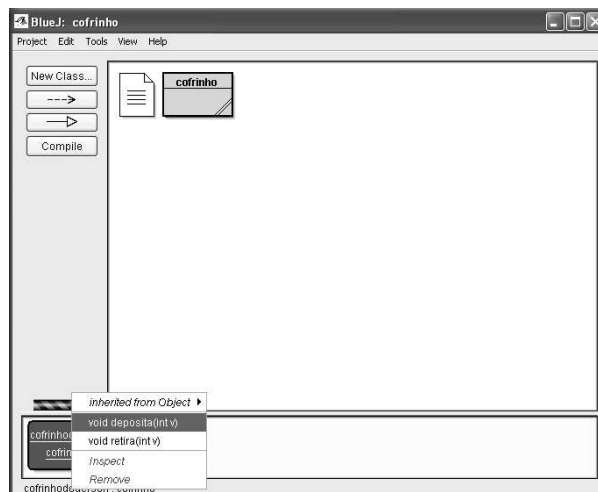 BlueJ: cofrinho
Project Edit Tools View Help
New Class...
cofrinho
Compile
inherited from Object
void deposita(int v)
void retira(int v)
Inspect
Remove